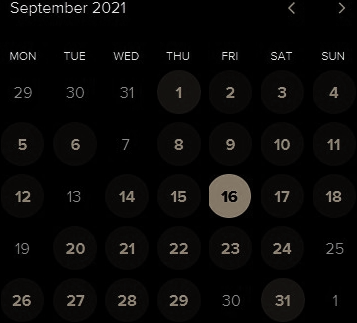 September 2021
MON TUE WED THU FRI SAT SUN
29 30 31 1 2 3 4
5 6 7 8 9 10 11
12 13 14 15 16 17 18
19 20 21 22 23 24 25
26 27 28 29 30 31 1